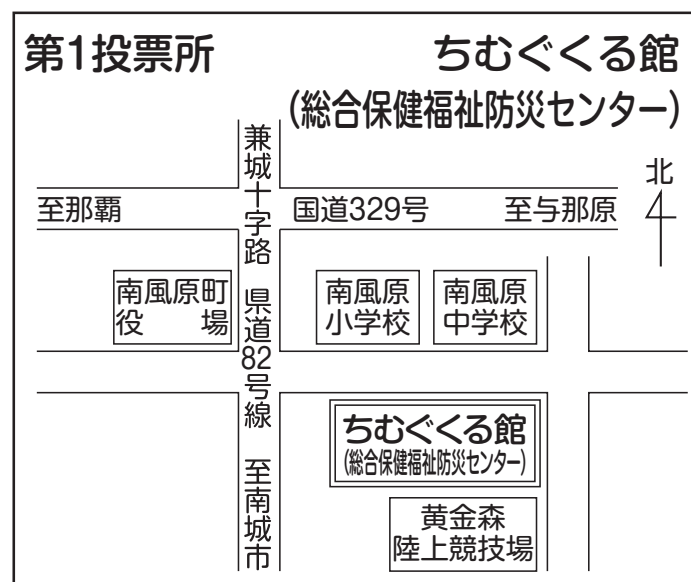 第1投票所
ちむぐくる館
(総合保健福祉防災センター)
北
兼城十字路 県道82号線 至南城市
至那覇
国道329号
至与那原
南風原町
役場
南風原
小学校
南風原
中学校
ちむぐくる館
(総合保健福祉防災センター)
黄金森
陸上競技場